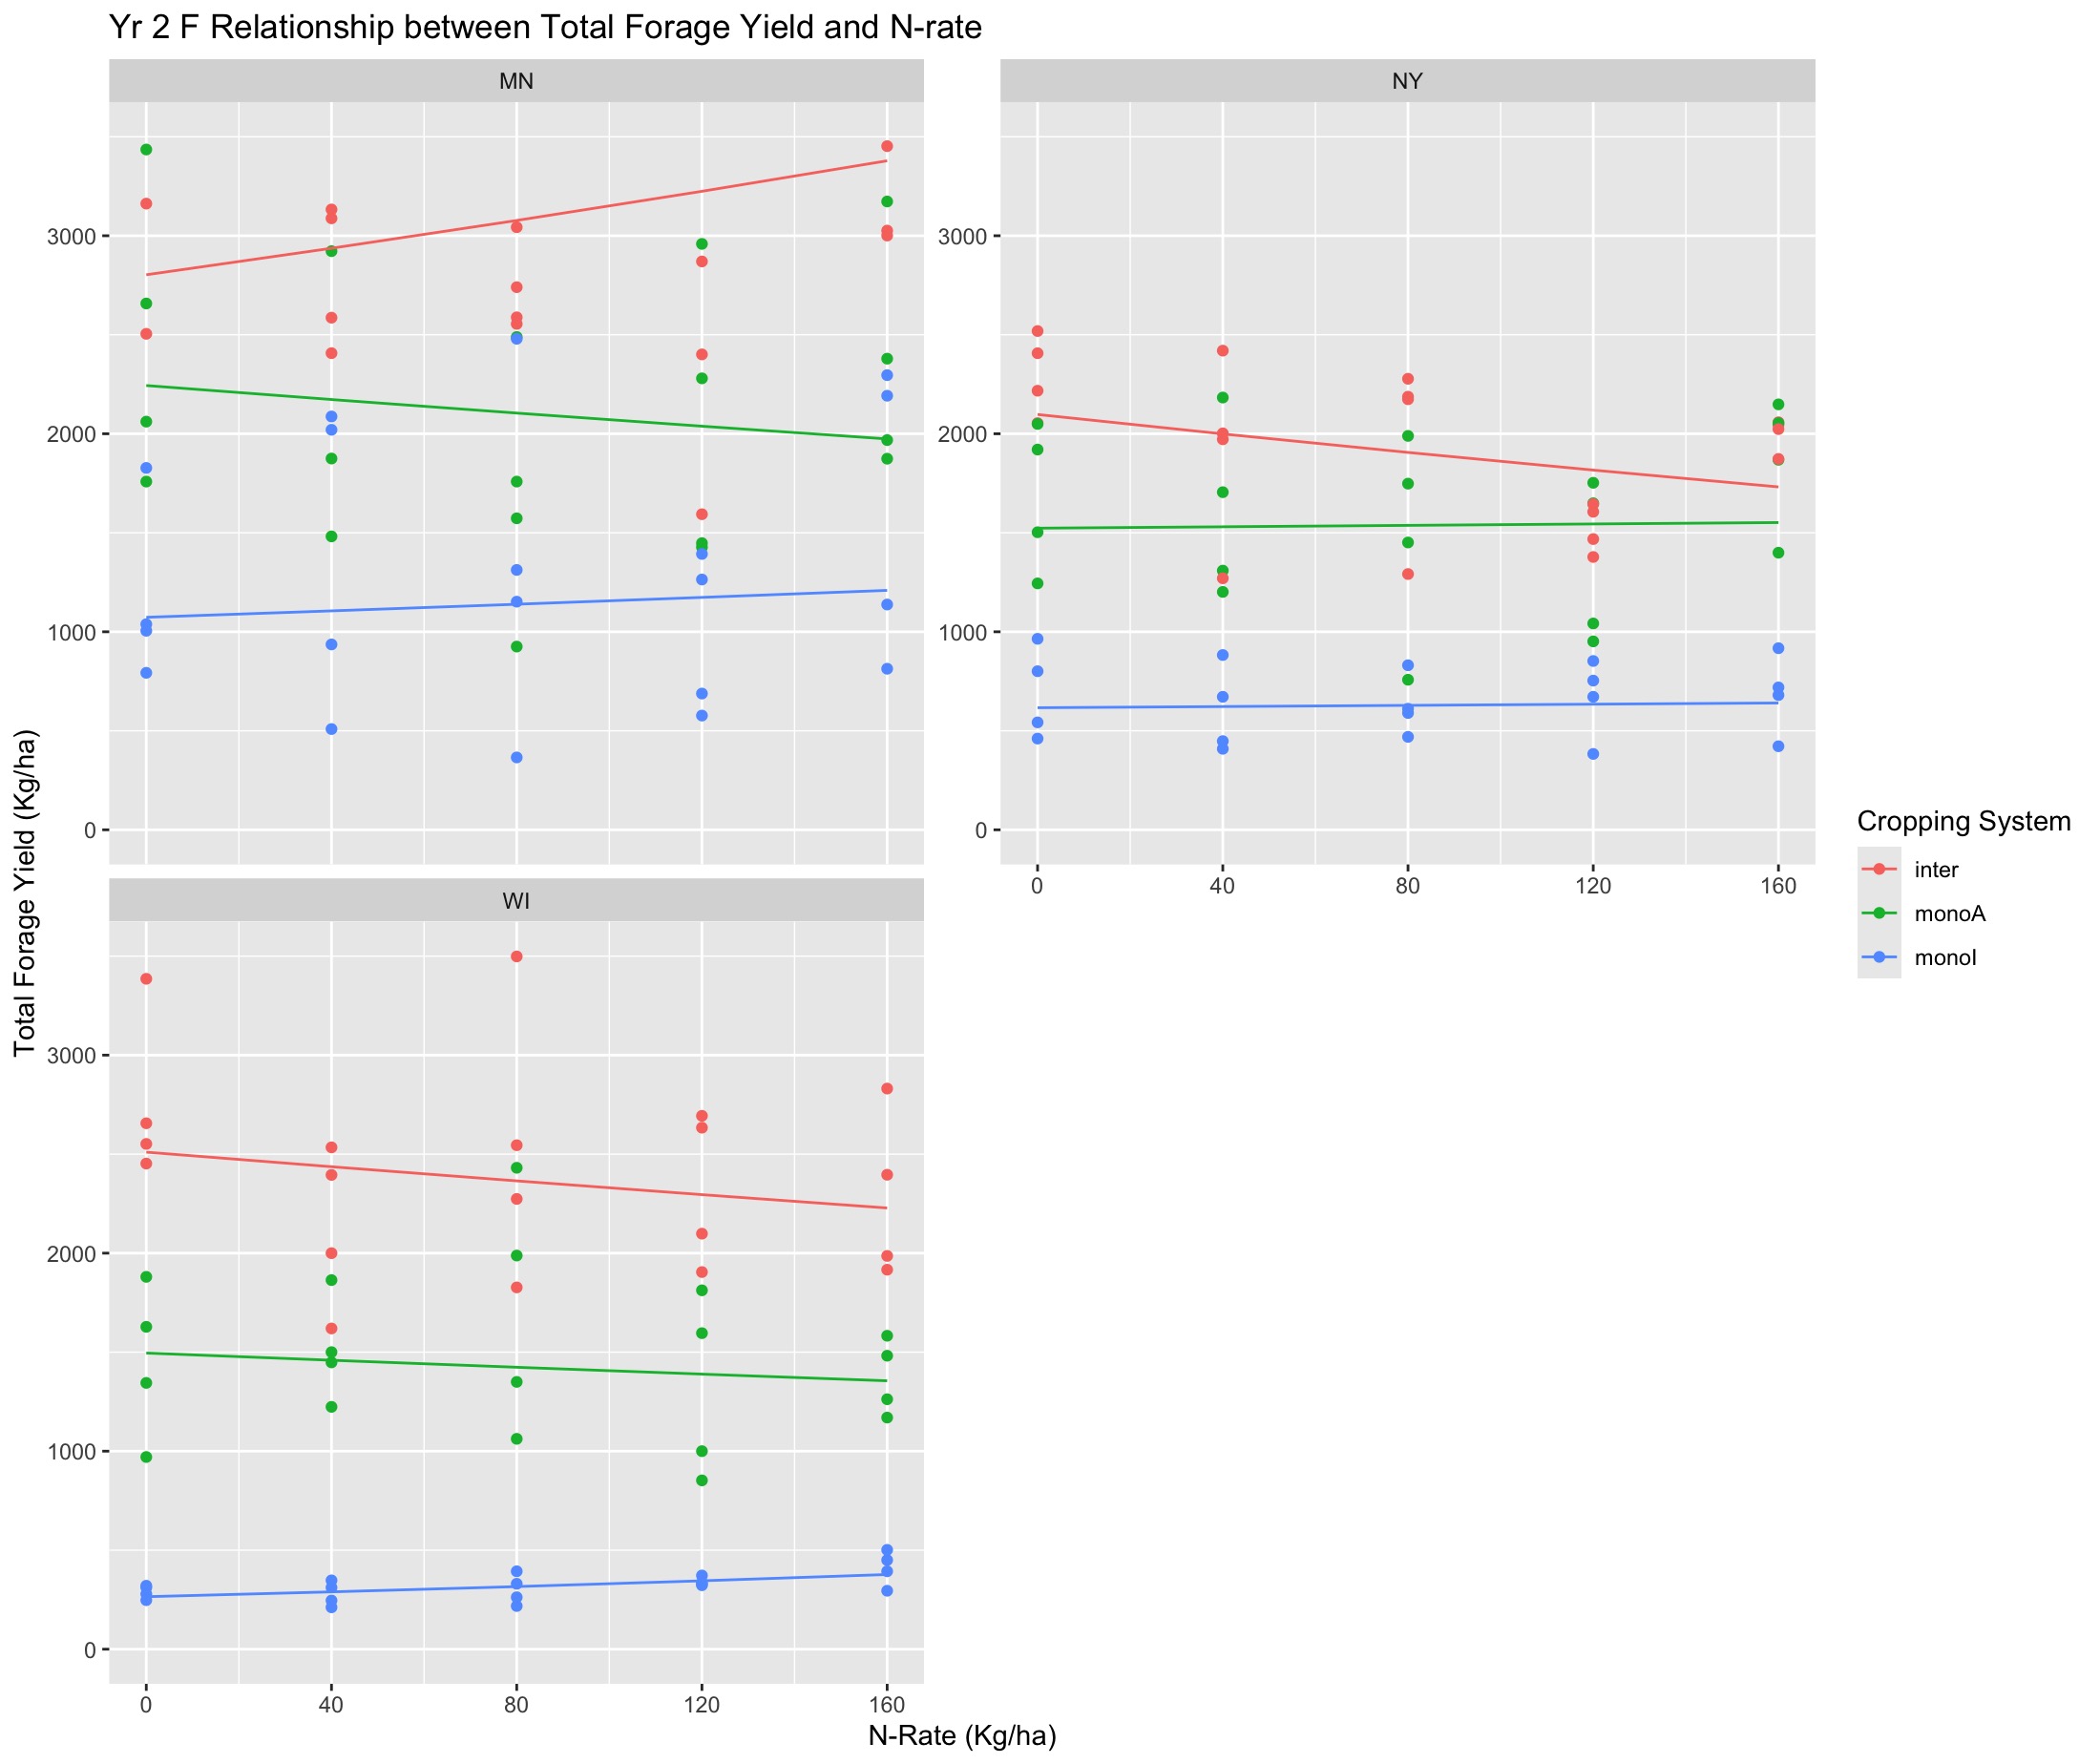 Yr 2 F Relationship between Total Forage Yield and N-rate
MN
NY
3000
2000
1000
0
3000
2000
1000
0
0 40 80 120 160
WI
3000
2000
1000
0
0 40 80 120 160
N-Rate (Kg/ha)
Total Forage Yield (Kg/ha)
Cropping System
inter
monoA
monoI